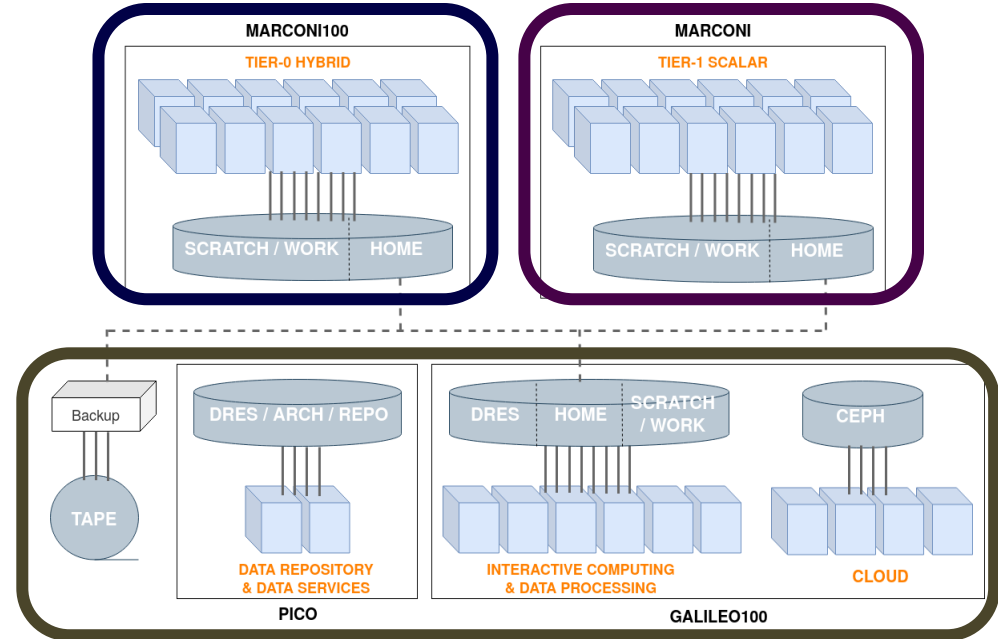 MARCONI100
TIER-0 HYBRID
SCRATCH / WORK
HOME
MARCONI
TIER-1 SCALAR
SCRATCH / WORK
HOME
Backup
TAPE
DRES / ARCH / REPO
DATA REPOSITORY
& DATA SERVICES
PICO
DRES
HOME
SCRATCH
/ WORK
INTERACTIVE COMPUTING
& DATA PROCESSING
CEPH
CLOUD
GALILEO100